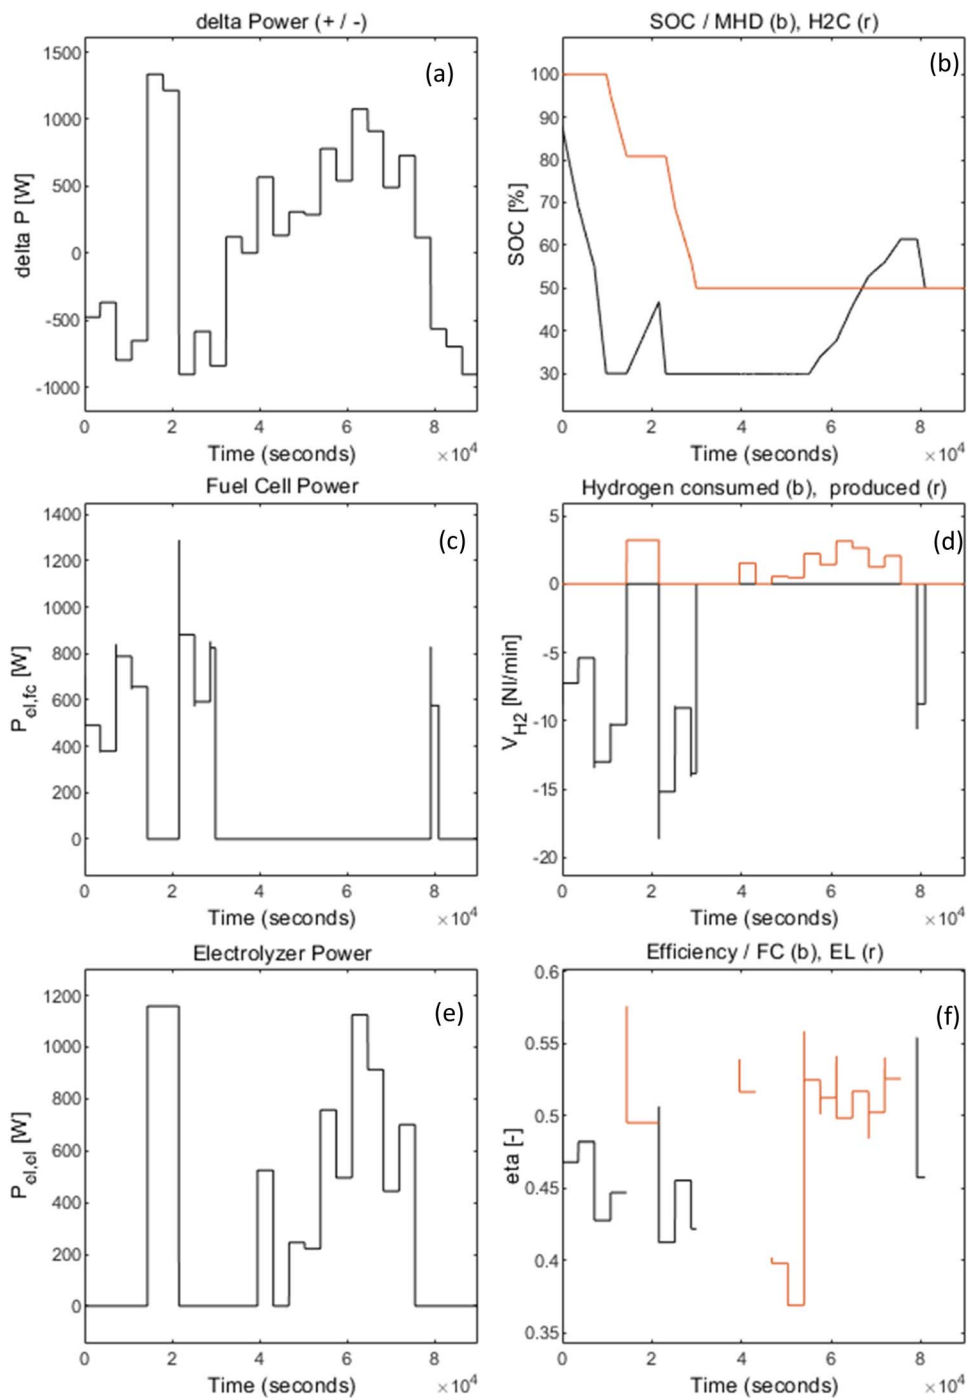 delta Power (+ / -)
(a)
delta P [W]
1500
1000
500
0
-500
-1000
0 2 4 6 8
×10^4
Time (seconds)
SOC / MHD (b), H2C (r)
(b)
SOC [%]
100
90
80
70
60
50
40
30
0 2 4 6 8
×10^4
Time (seconds)
Fuel Cell Power
(c)
P_el,fc [W]
1400
1200
1000
800
600
400
200
0
0 2 4 6 8
×10^4
Time (seconds)
Hydrogen consumed (b), produced (r)
(d)
V_H2 [Nl/min]
5
0
-5
-10
-15
-20
0 2 4 6 8
×10^4
Time (seconds)
Electrolyzer Power
(e)
P_el,el [W]
1200
1000
800
600
400
200
0
0 2 4 6 8
×10^4
Time (seconds)
Efficiency / FC (b), EL (r)
(f)
eta [-]
0.6
0.55
0.5
0.45
0.4
0.35
0 2 4 6 8
×10^4
Time (seconds)